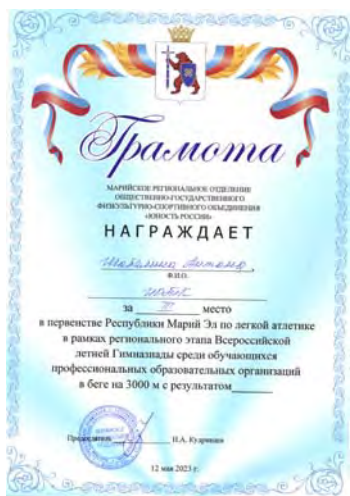 Грамота
МАРИЙСКОЕ РЕГИОНАЛЬНОЕ ОТДЕЛЕНИЕ
ОБЩЕСТВЕННО-ГОСУДАРСТВЕННОГО
ФИЗКУЛЬТУРНО-СПОРТИВНОГО ОБЪЕДИНЕНИЯ
«ЮНОСТЬ РОССИИ»
НАГРАЖДАЕТ
Антона
Ф.И.О.
за III место
в первенстве Республики Марий Эл по легкой атлетике
в рамках регионального этапа Всероссийской
летней Гимназиады среди обучающихся
профессиональных образовательных организаций
в беге на 3000 м с результатом
Председатель И.А. Кудрявцев
12 мая 2023 г.